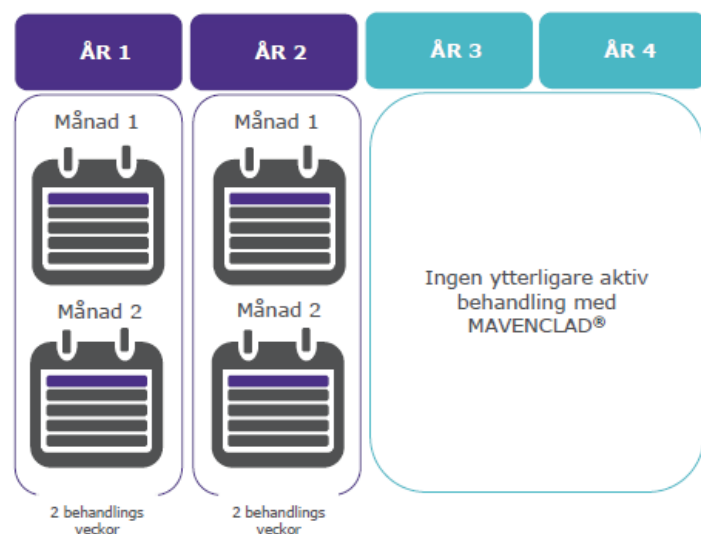 ÅR 1
ÅR 2
ÅR 3
ÅR 4
Månad 1
Månad 2
2 behandlings
veckor
Månad 1
Månad 2
2 behandlings
veckor
Ingen ytterligare aktiv
behandling med
MAVENCLAD®